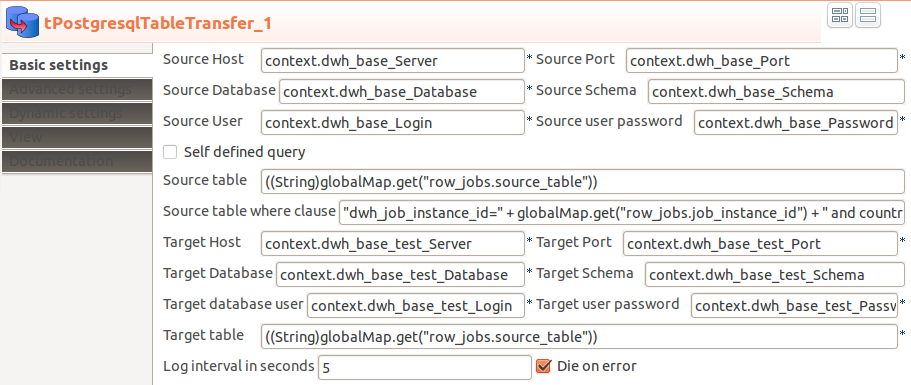 tPostgresqlTableTransfer_1
Basic settings
Advanced settings
Dynamic settings
View
Documentation
Source Host context.dwh_base_Server * Source Port context.dwh_base_Port *
Source Database context.dwh_base_Database * Source Schema context.dwh_base_Schema
Source User context.dwh_base_Login * Source user password context.dwh_base_Password *
Self defined query
Source table ((String)globalMap.get("row_jobs.source_table")) *
Source table where clause "dwh_job_instance_id=" + globalMap.get("row_jobs.job_instance_id") + " and countr
Target Host context.dwh_base_test_Server * Target Port context.dwh_base_test_Port *
Target Database context.dwh_base_test_Database * Target Schema context.dwh_base_test_Schema
Target database user context.dwh_base_test_Login * Target user password context.dwh_base_test_Passw *
Target table ((String)globalMap.get("row_jobs.source_table")) *
Log interval in seconds 5 Die on error